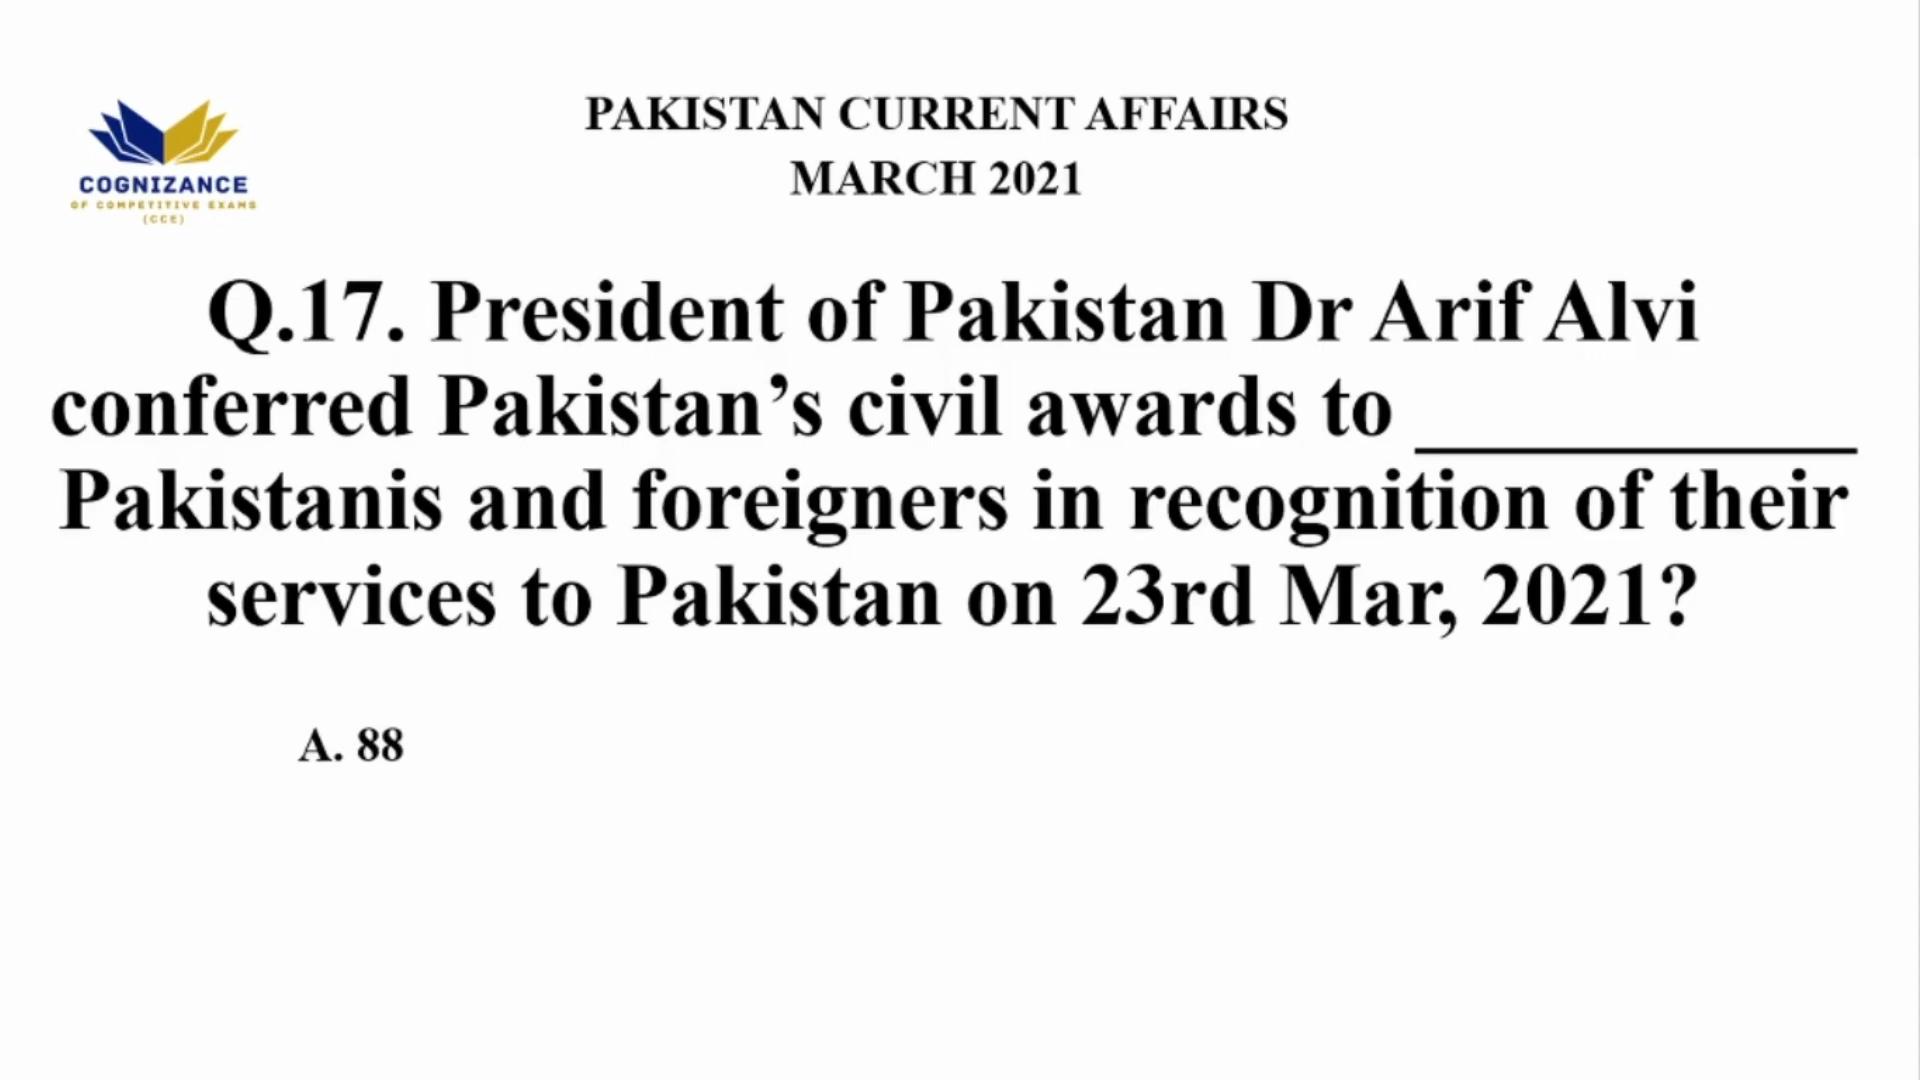 COGNIZANCE
OF COMPETITIVE EXAMS
(CCE)
PAKISTAN CURRENT AFFAIRS
MARCH 2021
Q.17. President of Pakistan Dr Arif Alvi
conferred Pakistan’s civil awards to ___________
Pakistanis and foreigners in recognition of their
services to Pakistan on 23rd Mar, 2021?
A. 88